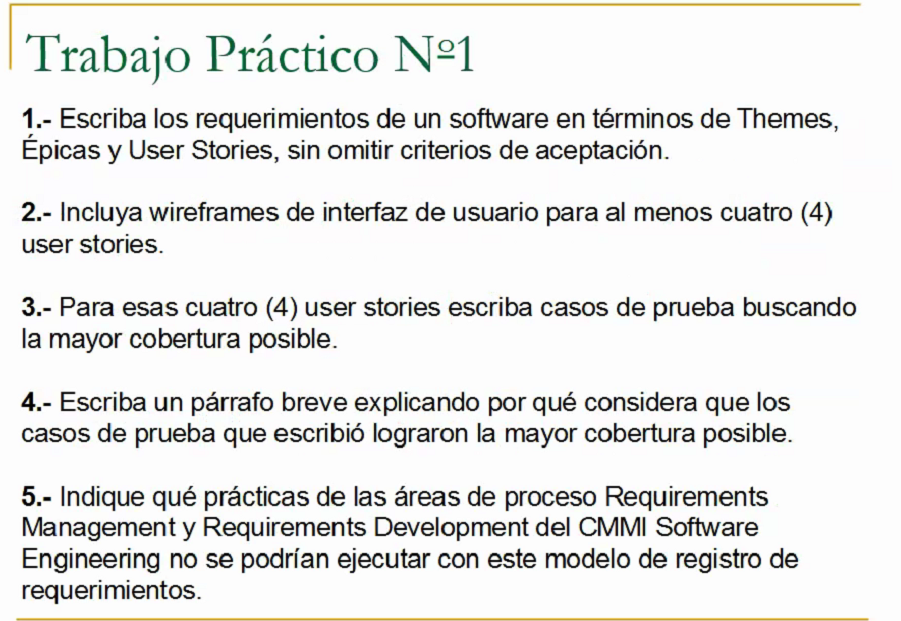 Trabajo Práctico Nº1
1.- Escriba los requerimientos de un software en términos de Themes,
Épicas y User Stories, sin omitir criterios de aceptación.
2.- Incluya wireframes de interfaz de usuario para al menos cuatro (4)
user stories.
3.- Para esas cuatro (4) user stories escriba casos de prueba buscando
la mayor cobertura posible.
4.- Escriba un párrafo breve explicando por qué considera que los
casos de prueba que escribió lograron la mayor cobertura posible.
5.- Indique qué prácticas de las áreas de proceso Requirements
Management y Requirements Development del CMMI Software
Engineering no se podrían ejecutar con este modelo de registro de
requerimientos.